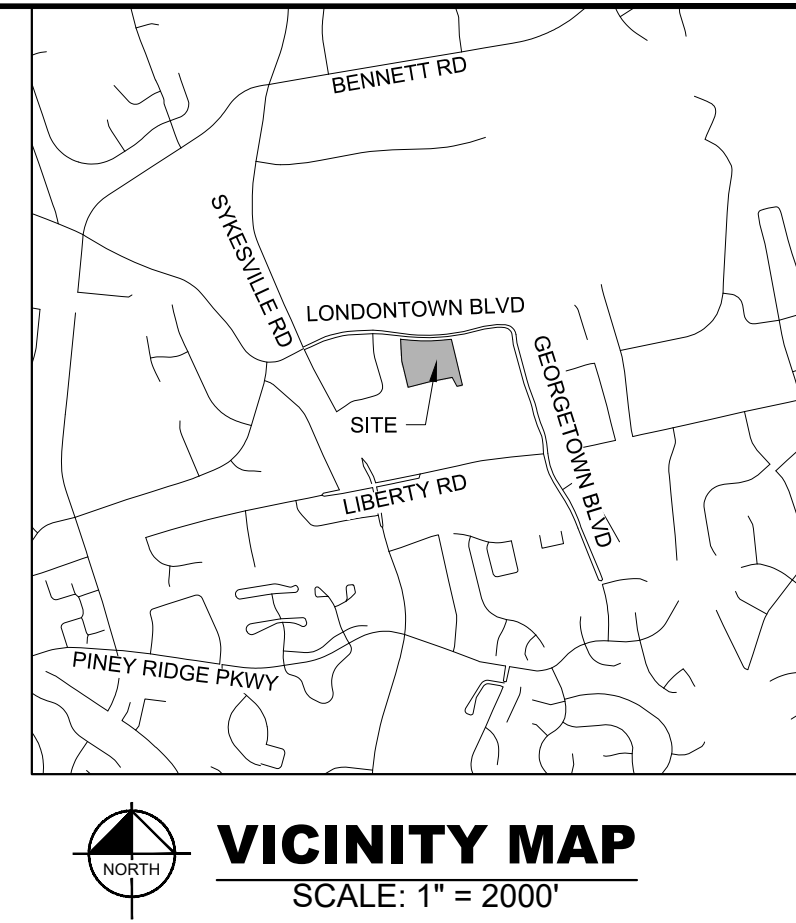 BENNETT RD
SYKESVILLE RD
LONDONTOWN BLVD
GEORGETOWN BLVD
SITE
LIBERTY RD
PINEY RIDGE PKWY
NORTH
VICINITY MAP
SCALE: 1" = 2000'